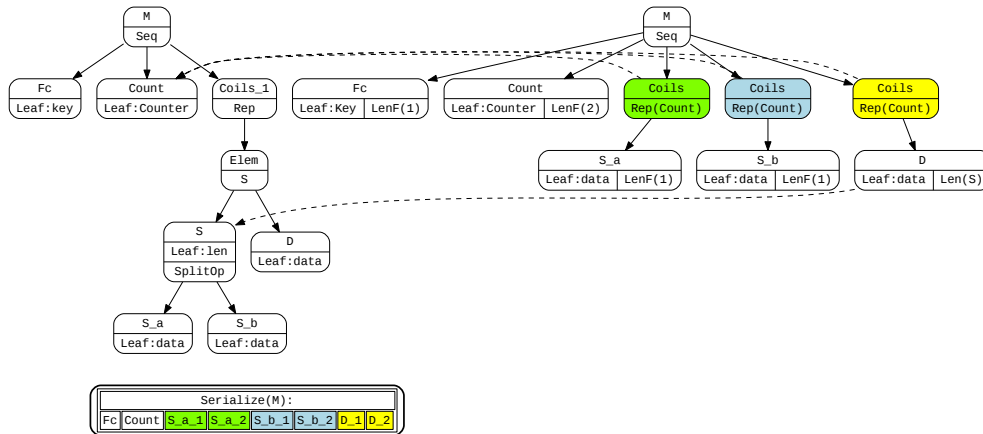 M
Seq
Fc
Leaf:key
Count
Leaf:Counter
Coils_1
Rep
Elem
S
S
Leaf:len
SplitOp
D
Leaf:data
S_a
Leaf:data
S_b
Leaf:data
M
Seq
Fc
Leaf:Key LenF(1)
Count
Leaf:Counter LenF(2)
Coils
Rep(Count)
Coils
Rep(Count)
Coils
Rep(Count)
S_a
Leaf:data LenF(1)
S_b
Leaf:data LenF(1)
D
Leaf:data Len(S)
Serialize(M):
Fc Count S_a_1 S_a_2 S_b_1 S_b_2 D_1 D_2